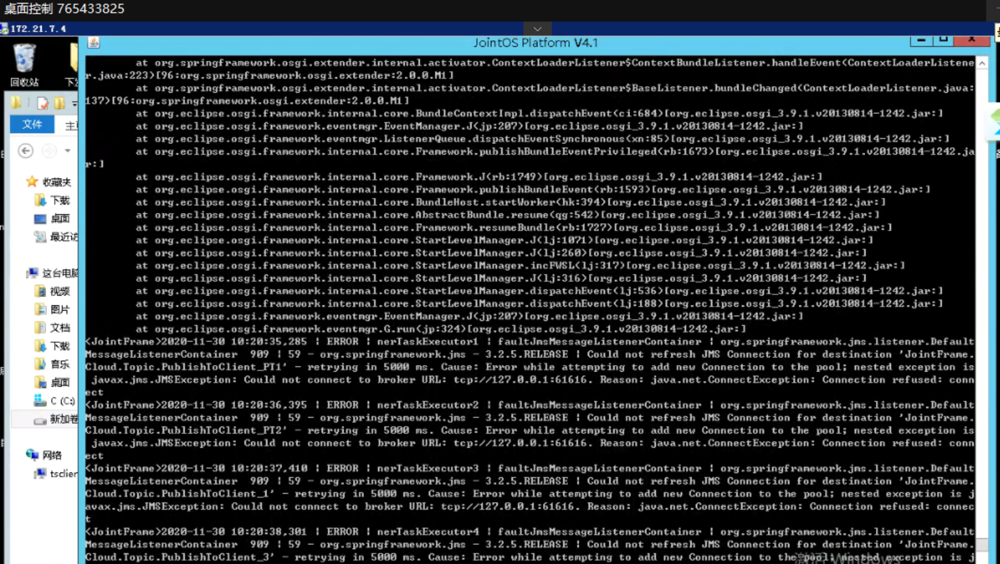 桌面控制 765433825
172.21.7.4
JointOS Platform V4.1
回收站
文件
收藏夹
下载
桌面
最近访
这台电脑
视频
图片
文档
下载
音乐
桌面
C (C:)
新加卷
网络
tsclien
at org.springframework.osgi.extender.internal.activator.ContextLoaderListener$ContextBundleListener.handleEvent(ContextLoaderListene
r.java:223)[96:org.springframework.osgi.extender:2.0.0.M1]
at org.springframework.osgi.extender.internal.activator.ContextLoaderListener$BaseListener.bundleChanged(ContextLoaderListener.java:
137)[96:org.springframework.osgi.extender:2.0.0.M1]
at org.eclipse.osgi.framework.internal.core.BundleContextImpl.dispatchEvent(ci:684)[org.eclipse.osgi_3.9.1.v20130814-1242.jar:]
at org.eclipse.osgi.framework.eventmgr.EventManager.J(jp:207)[org.eclipse.osgi_3.9.1.v20130814-1242.jar:]
at org.eclipse.osgi.framework.eventmgr.ListenerQueue.dispatchEventSynchronous(xn:85)[org.eclipse.osgi_3.9.1.v20130814-1242.jar:]
at org.eclipse.osgi.framework.internal.core.Framework.publishBundleEventPrivileged(rb:1673)[org.eclipse.osgi_3.9.1.v20130814-1242.ja
r:]
at org.eclipse.osgi.framework.internal.core.Framework.J(rb:1749)[org.eclipse.osgi_3.9.1.v20130814-1242.jar:]
at org.eclipse.osgi.framework.internal.core.Framework.publishBundleEvent(rb:1593)[org.eclipse.osgi_3.9.1.v20130814-1242.jar:]
at org.eclipse.osgi.framework.internal.core.BundleHost.startWorker(hk:394)[org.eclipse.osgi_3.9.1.v20130814-1242.jar:]
at org.eclipse.osgi.framework.internal.core.AbstractBundle.resume(qg:542)[org.eclipse.osgi_3.9.1.v20130814-1242.jar:]
at org.eclipse.osgi.framework.internal.core.Framework.resumeBundle(rb:1727)[org.eclipse.osgi_3.9.1.v20130814-1242.jar:]
at org.eclipse.osgi.framework.internal.core.StartLevelManager.J(lj:1071)[org.eclipse.osgi_3.9.1.v20130814-1242.jar:]
at org.eclipse.osgi.framework.internal.core.StartLevelManager.J(lj:260)[org.eclipse.osgi_3.9.1.v20130814-1242.jar:]
at org.eclipse.osgi.framework.internal.core.StartLevelManager.incFWSL(lj:317)[org.eclipse.osgi_3.9.1.v20130814-1242.jar:]
at org.eclipse.osgi.framework.internal.core.StartLevelManager.J(lj:316)[org.eclipse.osgi_3.9.1.v20130814-1242.jar:]
at org.eclipse.osgi.framework.internal.core.StartLevelManager.dispatchEvent(lj:536)[org.eclipse.osgi_3.9.1.v20130814-1242.jar:]
at org.eclipse.osgi.framework.internal.core.StartLevelManager.dispatchEvent(lj:188)[org.eclipse.osgi_3.9.1.v20130814-1242.jar:]
at org.eclipse.osgi.framework.eventmgr.EventManager.J(jp:207)[org.eclipse.osgi_3.9.1.v20130814-1242.jar:]
at org.eclipse.osgi.framework.eventmgr.G.run(jp:324)[org.eclipse.osgi_3.9.1.v20130814-1242.jar:]
<JointFrame>2020-11-30 10:20:35,285 | ERROR | nerTaskExecutor1 | faultJmsMessageListenerContainer | org.springframework.jms.listener.Default
MessageListenerContainer  909 | 59 - org.springframework.jms - 3.2.5.RELEASE | Could not refresh JMS Connection for destination 'JointFrame.
Cloud.Topic.PublishToClient_PT1' - retrying in 5000 ms. Cause: Error while attempting to add new Connection to the pool; nested exception is
javax.jms.JMSException: Could not connect to broker URL: tcp://127.0.0.1:61616. Reason: java.net.ConnectException: Connection refused: conn
ect
<JointFrame>2020-11-30 10:20:36,395 | ERROR | nerTaskExecutor2 | faultJmsMessageListenerContainer | org.springframework.jms.listener.Default
MessageListenerContainer  909 | 59 - org.springframework.jms - 3.2.5.RELEASE | Could not refresh JMS Connection for destination 'JointFrame.
Cloud.Topic.PublishToClient_PT2' - retrying in 5000 ms. Cause: Error while attempting to add new Connection to the pool; nested exception is
javax.jms.JMSException: Could not connect to broker URL: tcp://127.0.0.1:61616. Reason: java.net.ConnectException: Connection refused: conn
ect
<JointFrame>2020-11-30 10:20:37,410 | ERROR | nerTaskExecutor3 | faultJmsMessageListenerContainer | org.springframework.jms.listener.Default
MessageListenerContainer  909 | 59 - org.springframework.jms - 3.2.5.RELEASE | Could not refresh JMS Connection for destination 'JointFrame.
Cloud.Topic.PublishToClient_1' - retrying in 5000 ms. Cause: Error while attempting to add new Connection to the pool; nested exception is j
avax.jms.JMSException: Could not connect to broker URL: tcp://127.0.0.1:61616. Reason: java.net.ConnectException: Connection refused: connec
t
<JointFrame>2020-11-30 10:20:38,301 | ERROR | nerTaskExecutor4 | faultJmsMessageListenerContainer | org.springframework.jms.listener.Default
MessageListenerContainer  909 | 59 - org.springframework.jms - 3.2.5.RELEASE | Could not refresh JMS Connection for destination 'JointFrame.
Cloud.Topic.PublishToClient_3' - retrying in 5000 ms. Cause: Error while attempting to add new Connection to the pool; nested exception is j